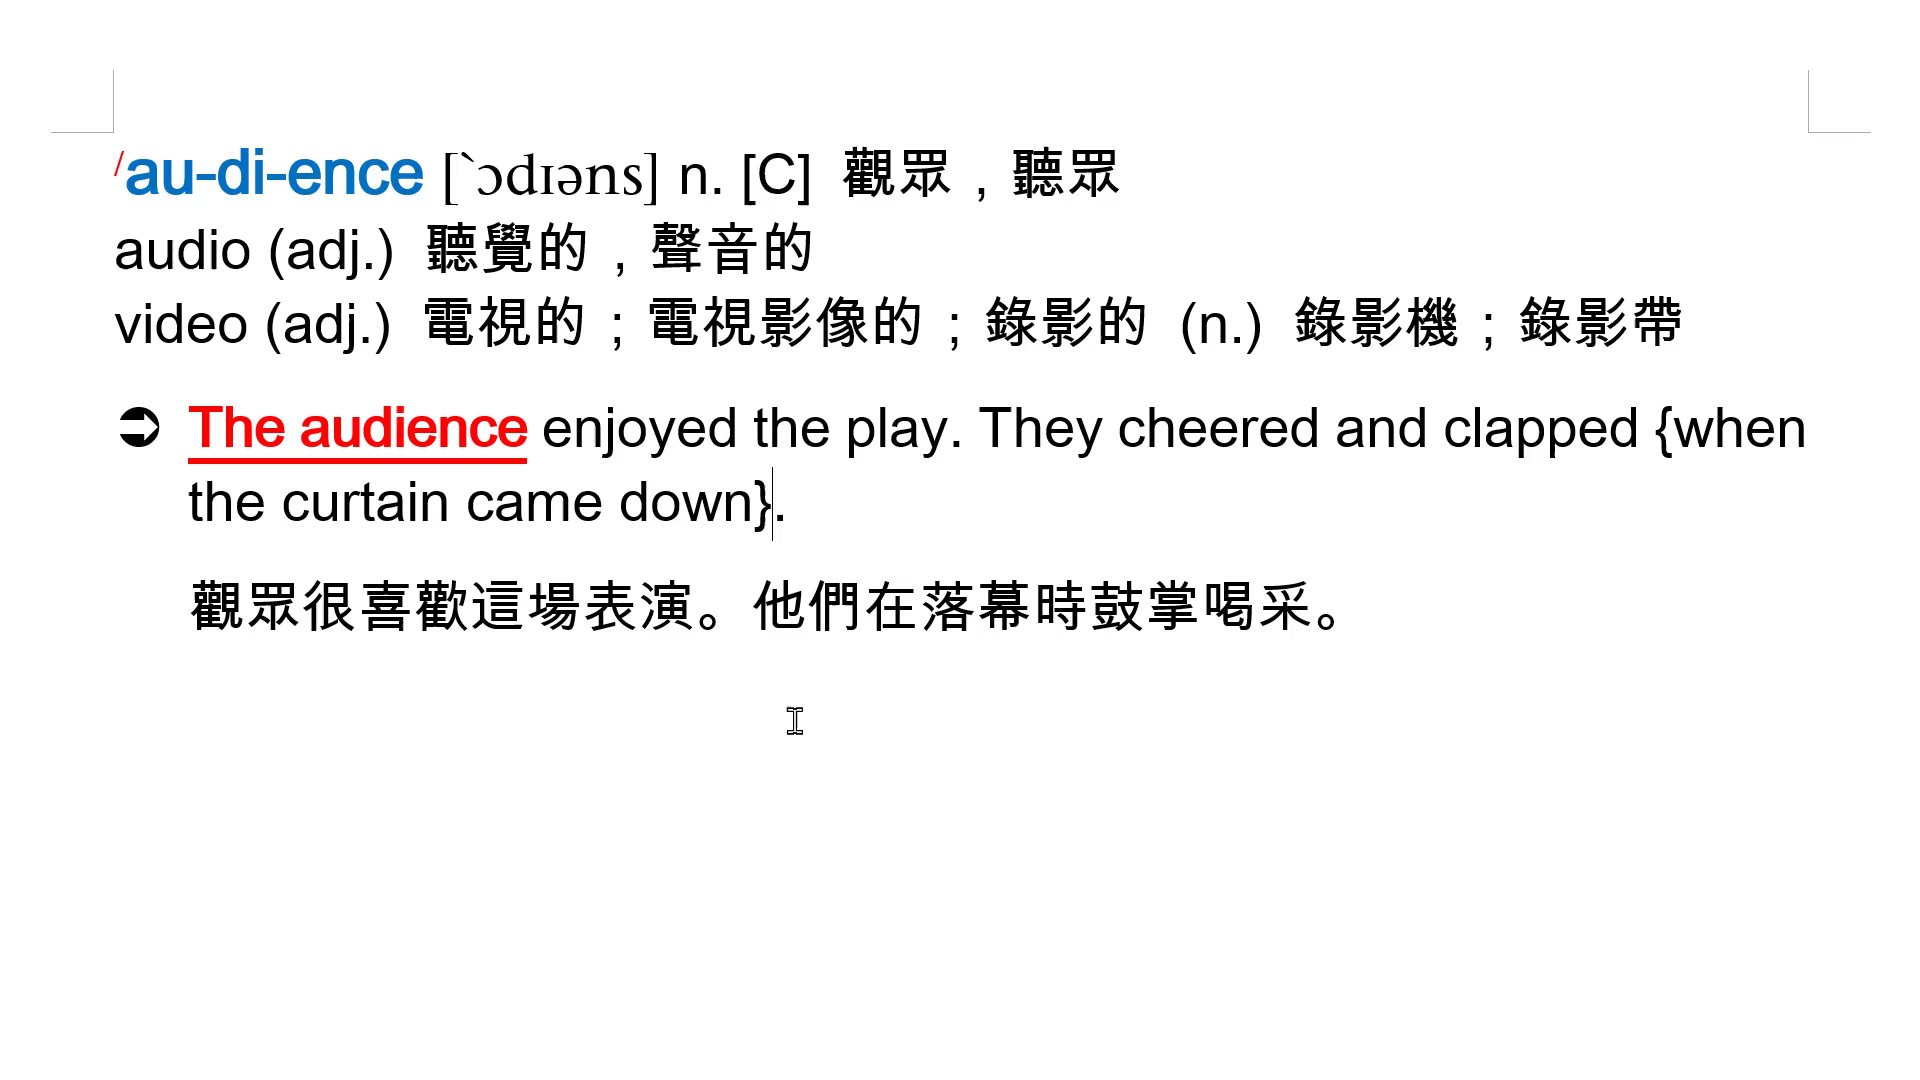 /au-di-ence [ˋɔdɪəns] n. [C] 觀眾，聽眾
audio (adj.) 聽覺的，聲音的
video (adj.) 電視的；電視影像的；錄影的 (n.) 錄影機；錄影帶
➲ The audience enjoyed the play. They cheered and clapped {when
the curtain came down}.
觀眾很喜歡這場表演。他們在落幕時鼓掌喝采。